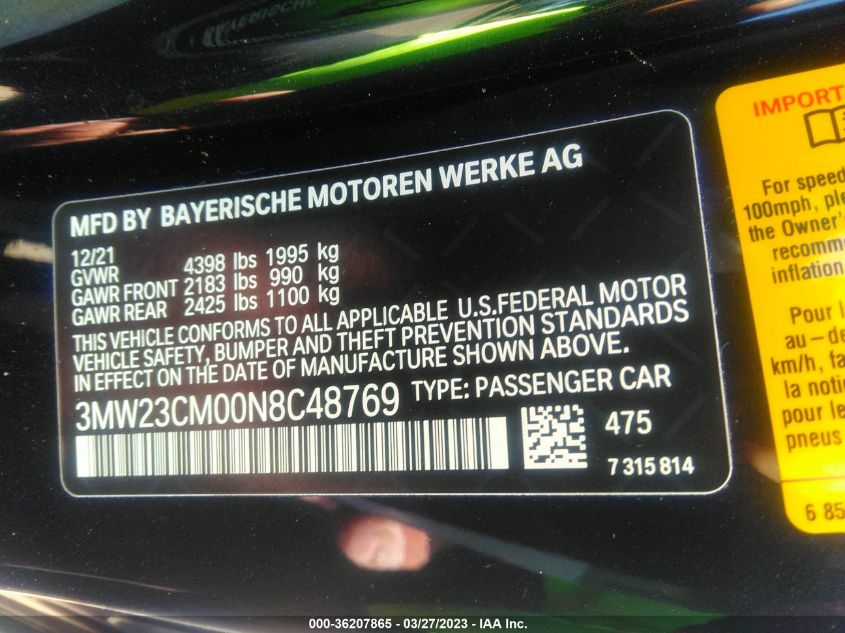 MFD BY BAYERISCHE MOTOREN WERKE AG
12/21
GVWR 4398 lbs 1995 kg
GAWR FRONT 2183 lbs 990 kg
GAWR REAR 2425 lbs 1100 kg
THIS VEHICLE CONFORMS TO ALL APPLICABLE U.S.FEDERAL MOTOR
VEHICLE SAFETY, BUMPER AND THEFT PREVENTION STANDARDS
IN EFFECT ON THE DATE OF MANUFACTURE SHOWN ABOVE.
3MW23CM00N8C48769 TYPE: PASSENGER CAR
475
7 315 814
IMPORT
For speed
100mph, ple
the Owner's
recomm
inflation
Pour l
au-de
km/h, fa
la noti
pour le
pneus
6 85
000-36207865 - 03/27/2023 - IAA Inc.